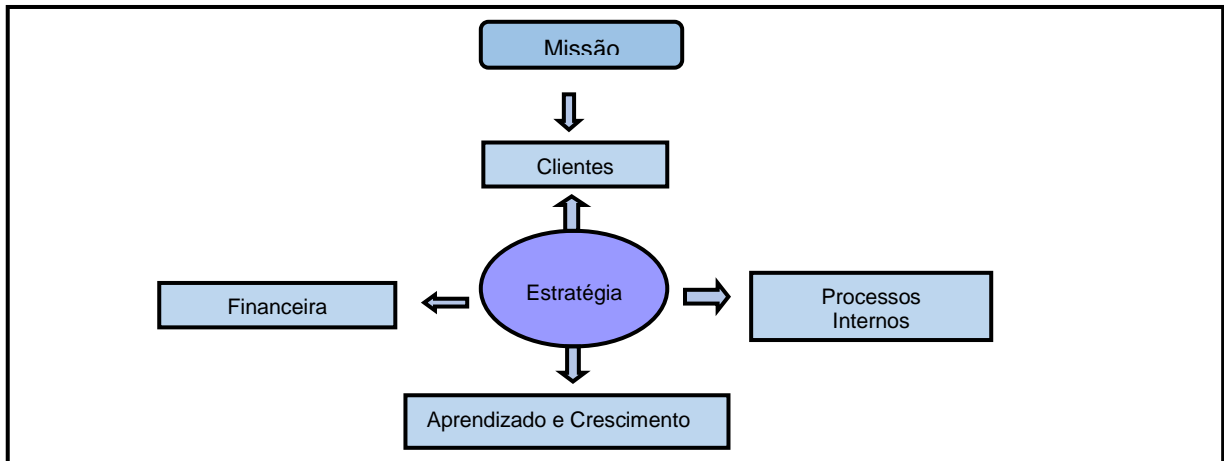 Missão
Clientes
Estratégia
Financeira
Processos
Internos
Aprendizado e Crescimento